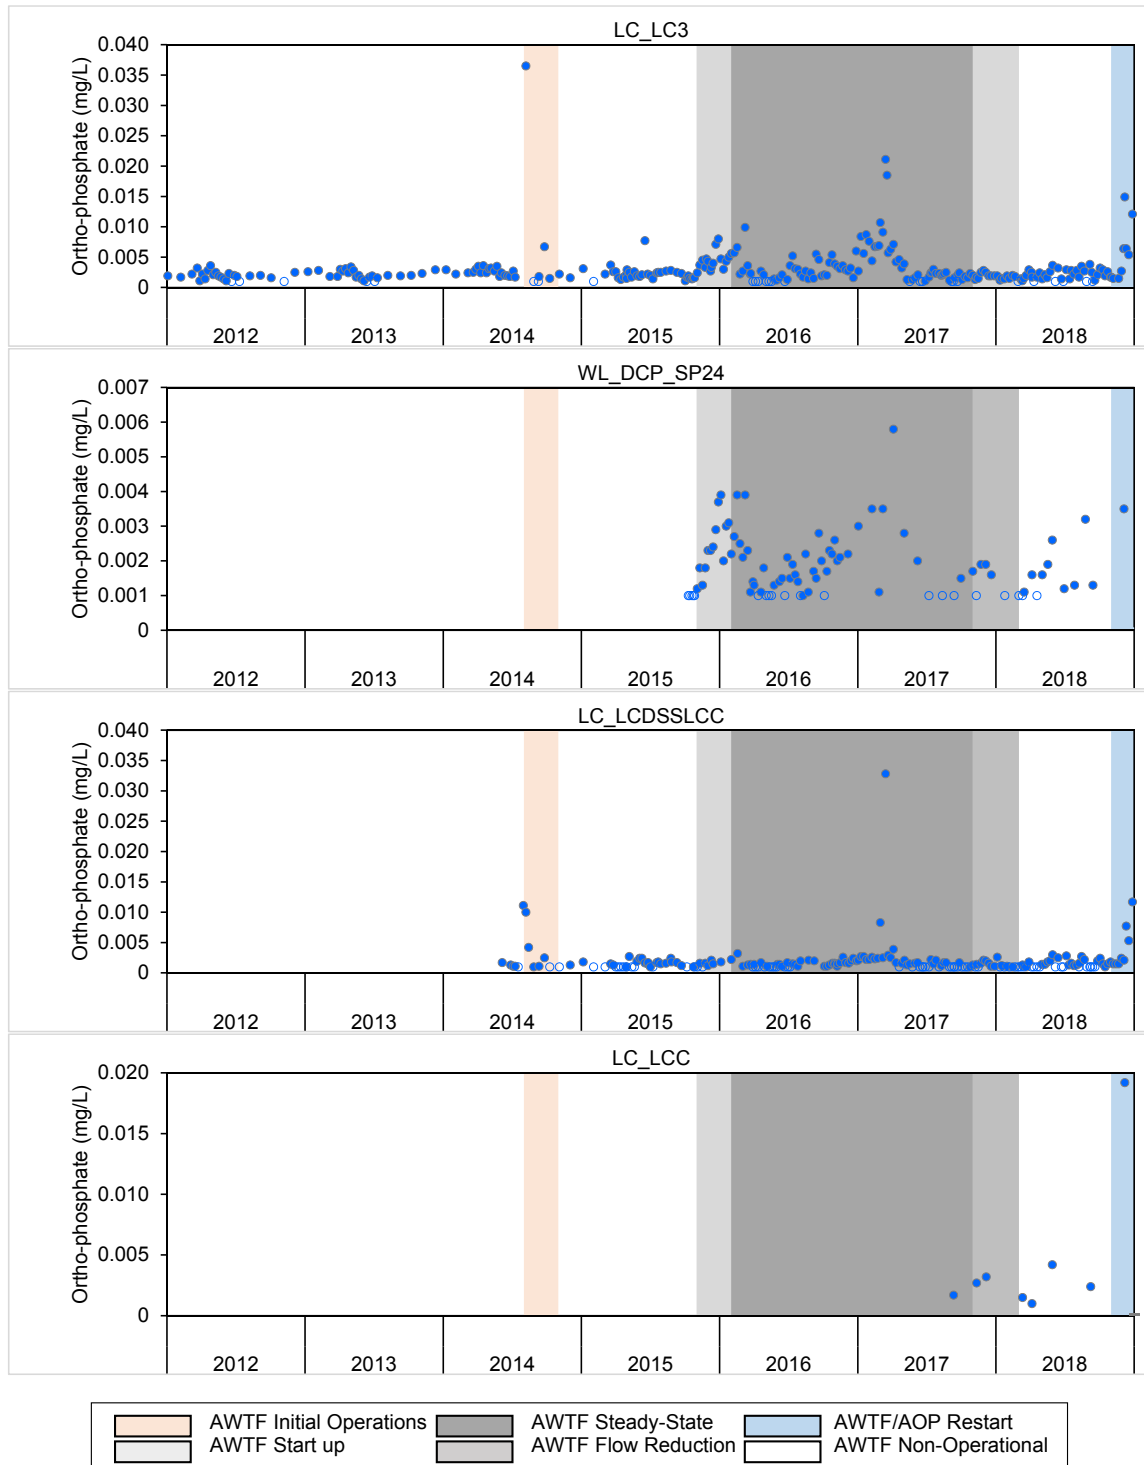 LC_LC3
Ortho-phosphate (mg/L)
0.040
0.035
0.030
0.025
0.020
0.015
0.010
0.005
0
2012 2013 2014 2015 2016 2017 2018
WL_DCP_SP24
Ortho-phosphate (mg/L)
0.007
0.006
0.005
0.004
0.003
0.002
0.001
0
2012 2013 2014 2015 2016 2017 2018
LC_LCDSSLCC
Ortho-phosphate (mg/L)
0.040
0.035
0.030
0.025
0.020
0.015
0.010
0.005
0
2012 2013 2014 2015 2016 2017 2018
LC_LCC
Ortho-phosphate (mg/L)
0.020
0.015
0.010
0.005
0
2012 2013 2014 2015 2016 2017 2018
AWTF Initial Operations AWTF Steady-State AWTF/AOP Restart
AWTF Start up AWTF Flow Reduction AWTF Non-Operational